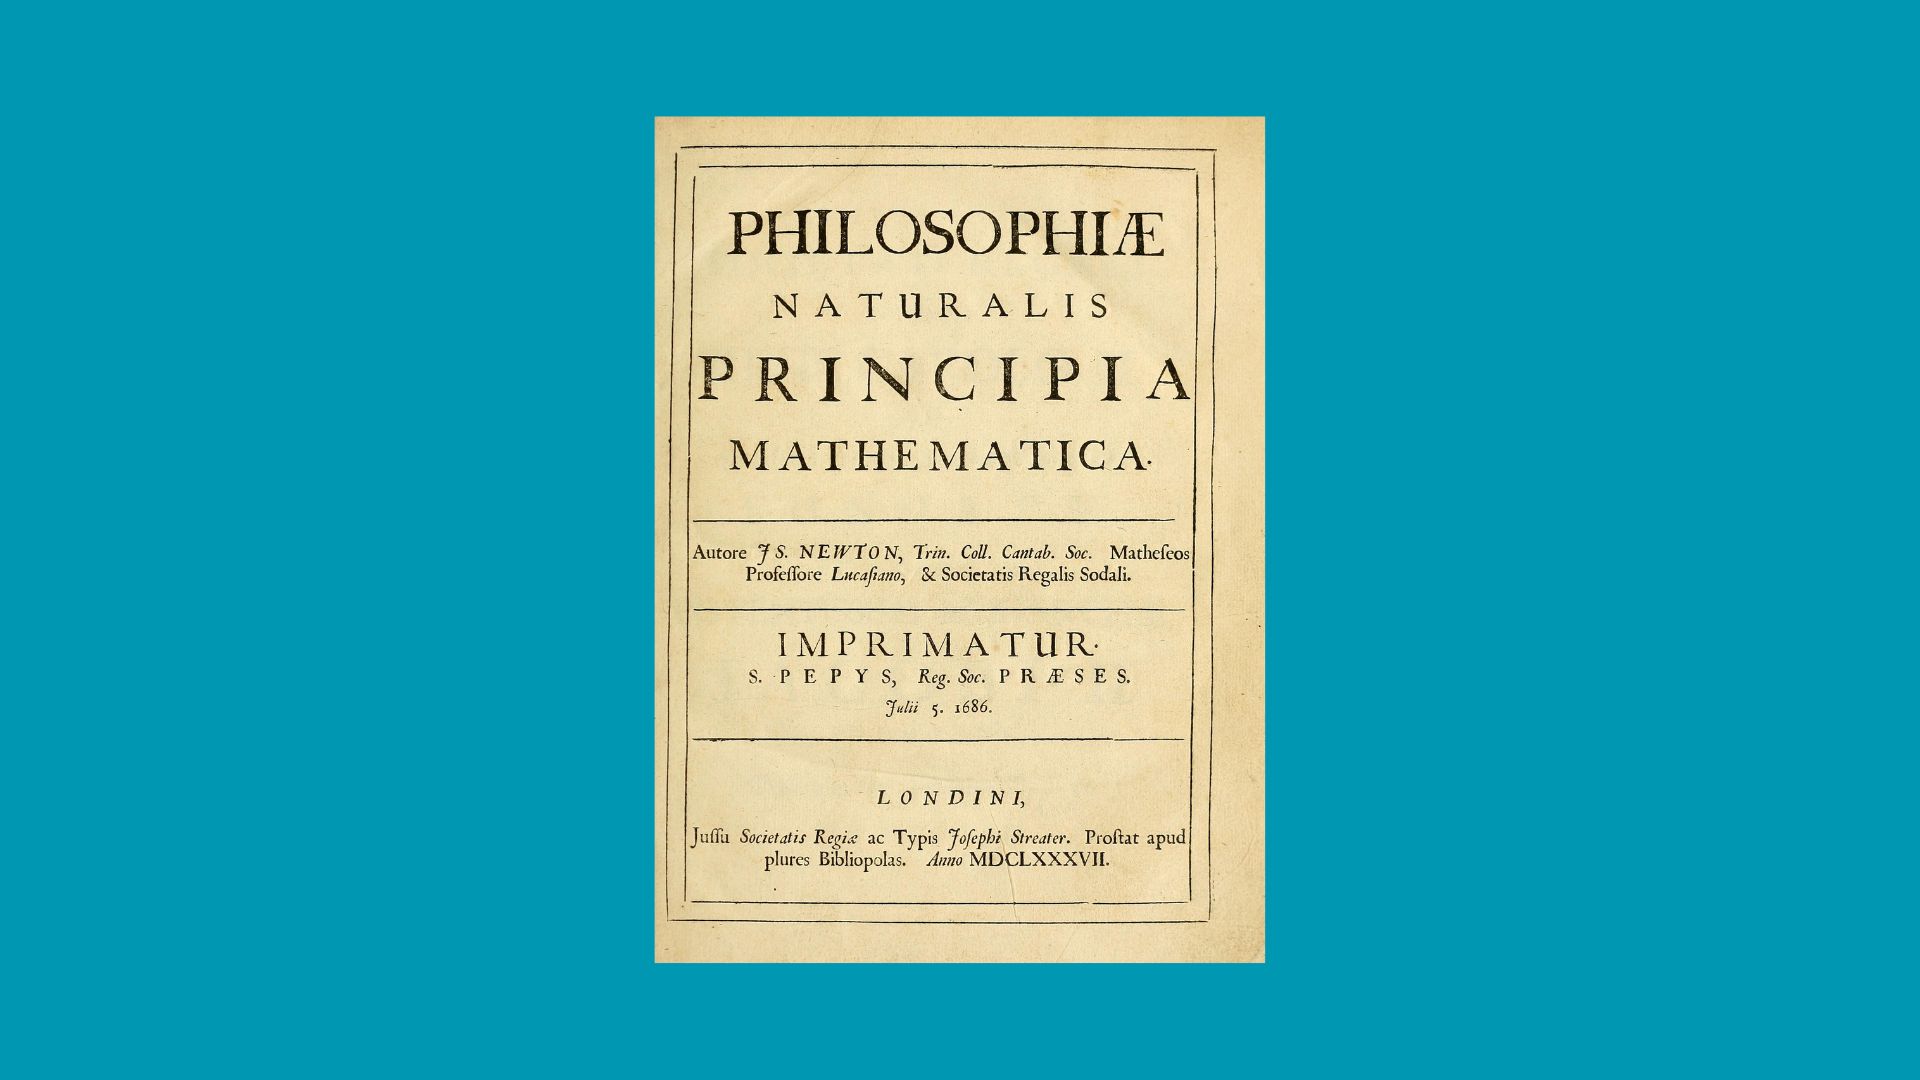 PHILOSOPHIÆ
NATURALIS
PRINCIPIA
MATHEMATICA.
Autore JS. NEWTON, Trin. Coll. Cantab. Soc. Matheſeos
Profeſſore Lucaſiano, & Societatis Regalis Sodali.
IMPRIMATUR.
S. PEPYS, Reg. Soc. PRÆSES.
Julii 5. 1686.
LONDINI,
Juſſu Societatis Regiæ ac Typis Joſephi Streater. Proſtat apud
plures Bibliopolas. Anno MDCLXXXVII.